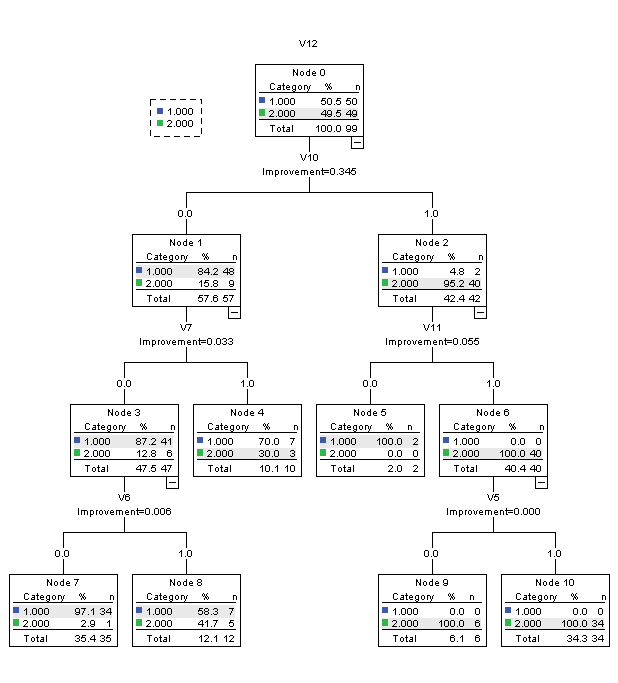 V12
1.000
2.000
Node 0
Category % n
1.000 50.5 50
2.000 49.5 49
Total 100.0 99
V10
Improvement=0.345
0.0
1.0
Node 1
Category % n
1.000 84.2 48
2.000 15.8 9
Total 57.6 57
Node 2
Category % n
1.000 4.8 2
2.000 95.2 40
Total 42.4 42
V7
Improvement=0.033
V11
Improvement=0.055
0.0
1.0
0.0
1.0
Node 3
Category % n
1.000 87.2 41
2.000 12.8 6
Total 47.5 47
Node 4
Category % n
1.000 70.0 7
2.000 30.0 3
Total 10.1 10
Node 5
Category % n
1.000 100.0 2
2.000 0.0 0
Total 2.0 2
Node 6
Category % n
1.000 0.0 0
2.000 100.0 40
Total 40.4 40
V6
Improvement=0.006
V5
Improvement=0.000
0.0
1.0
0.0
1.0
Node 7
Category % n
1.000 97.1 34
2.000 2.9 1
Total 35.4 35
Node 8
Category % n
1.000 58.3 7
2.000 41.7 5
Total 12.1 12
Node 9
Category % n
1.000 0.0 0
2.000 100.0 6
Total 6.1 6
Node 10
Category % n
1.000 0.0 0
2.000 100.0 34
Total 34.3 34